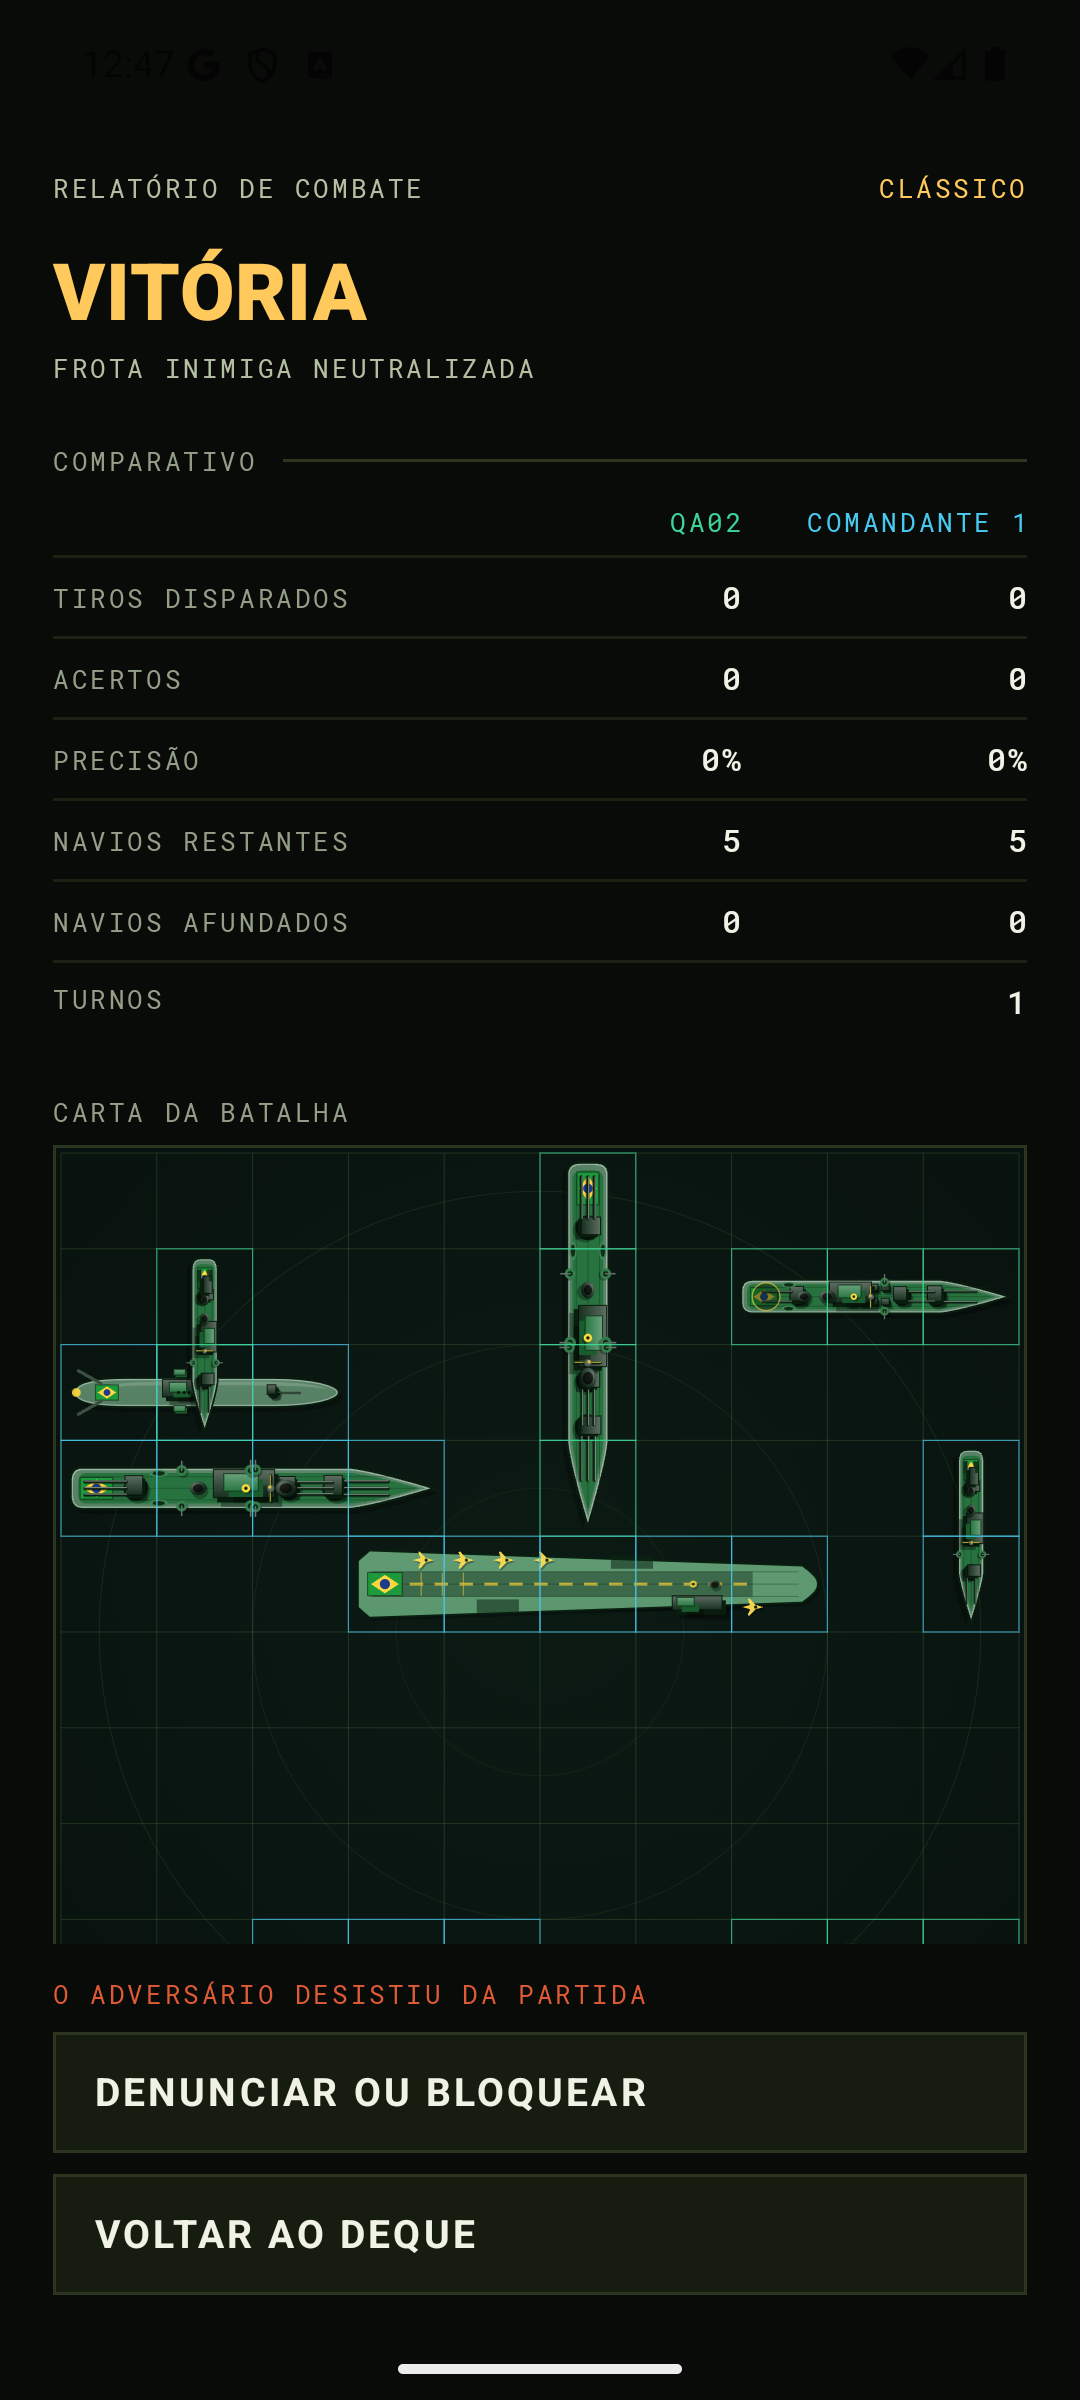 12:47
RELATÓRIO DE COMBATE CLÁSSICO
VITÓRIA
FROTA INIMIGA NEUTRALIZADA
COMPARATIVO
QA02 COMANDANTE 1
TIROS DISPARADOS 0 0
ACERTOS 0 0
PRECISÃO 0% 0%
NAVIOS RESTANTES 5 5
NAVIOS AFUNDADOS 0 0
TURNOS 1
CARTA DA BATALHA
O ADVERSÁRIO DESISTIU DA PARTIDA
DENUNCIAR OU BLOQUEAR
VOLTAR AO DEQUE